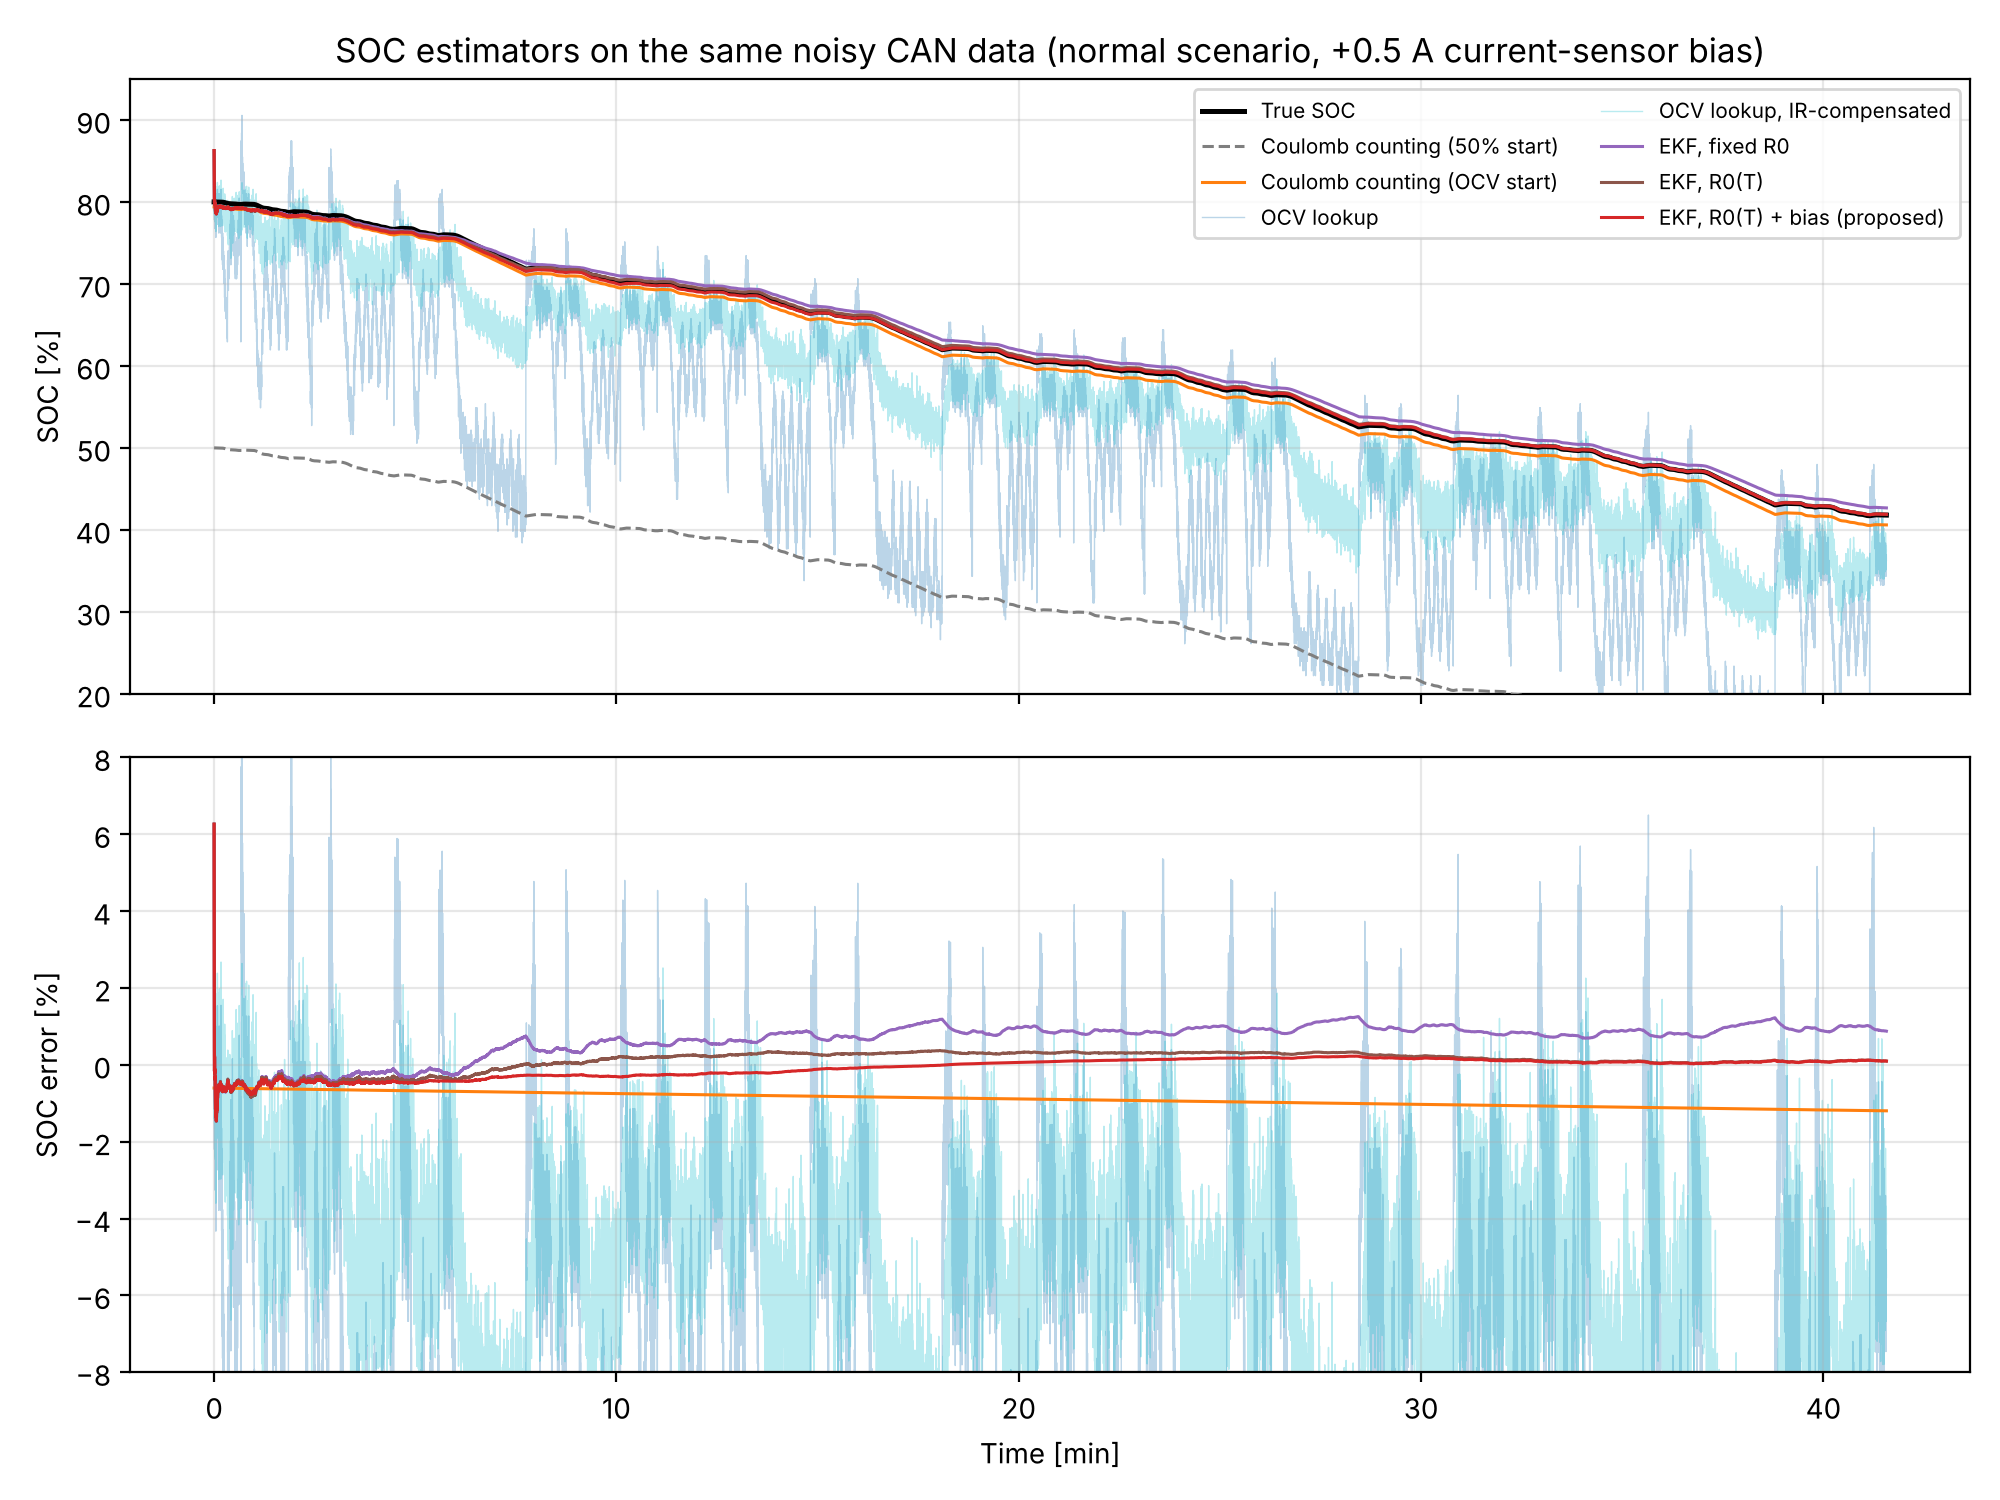 SOC estimators on the same noisy CAN data (normal scenario, +0.5 A current-sensor bias)
True SOC
Coulomb counting (50% start)
Coulomb counting (OCV start)
OCV lookup
OCV lookup, IR-compensated
EKF, fixed R0
EKF, R0(T)
EKF, R0(T) + bias (proposed)
SOC [%]
90
80
70
60
50
40
30
20
SOC error [%]
8
6
4
2
0
−2
−4
−6
−8
0
10
20
30
40
Time [min]